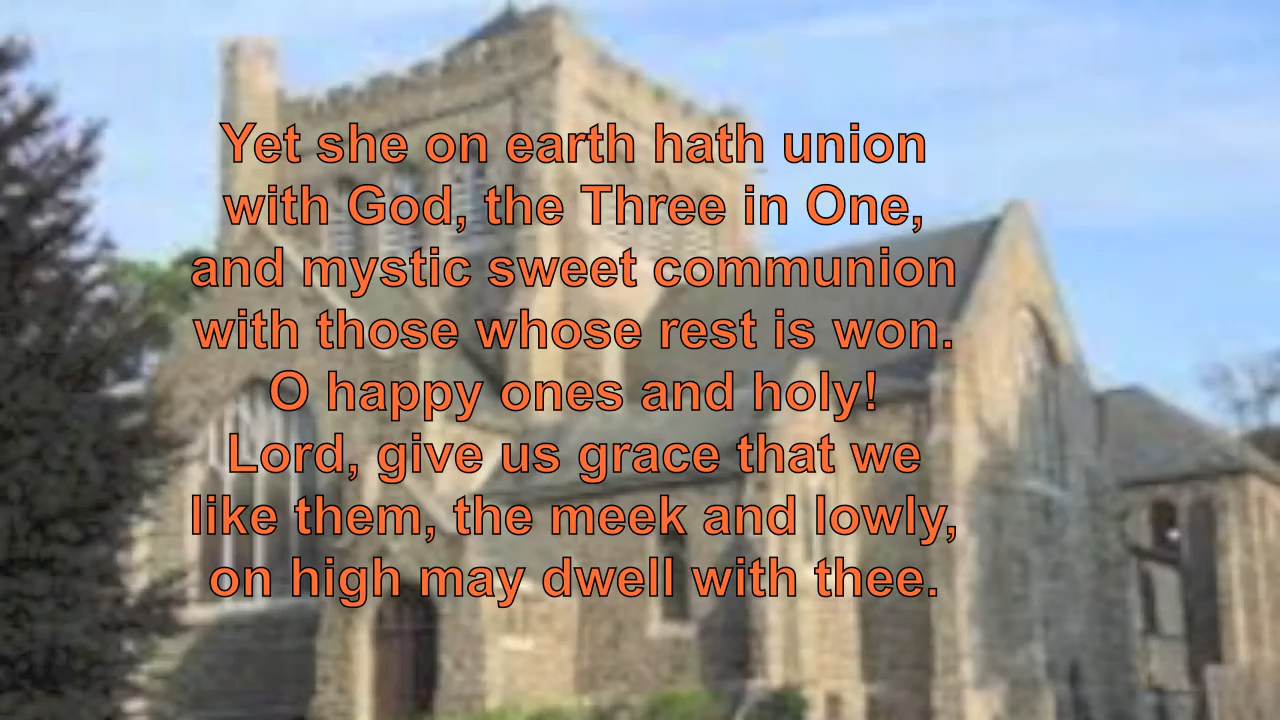 Yet she on earth hath union
with God, the Three in One,
and mystic sweet communion
with those whose rest is won.
O happy ones and holy!
Lord, give us grace that we
like them, the meek and lowly,
on high may dwell with thee.